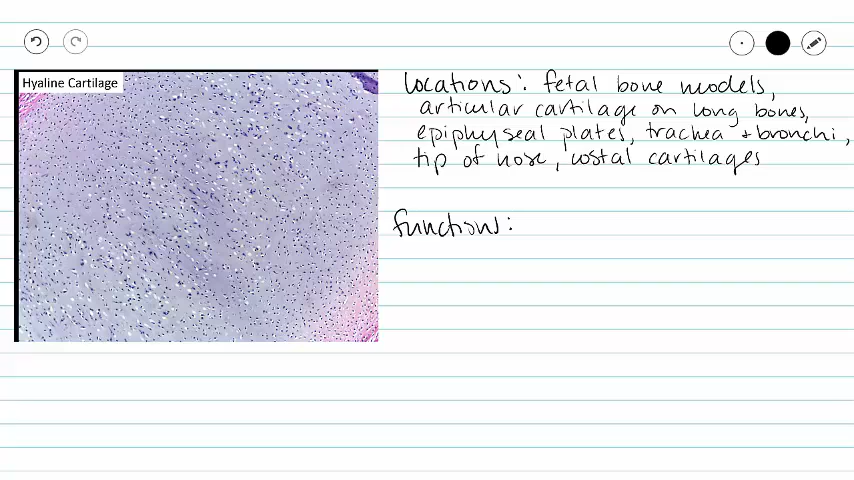 Hyaline Cartilage
locations: fetal bone models,
articular cartilage on long bones,
epiphyseal plates, trachea + bronchi,
tip of nose, costal cartilages
functions: